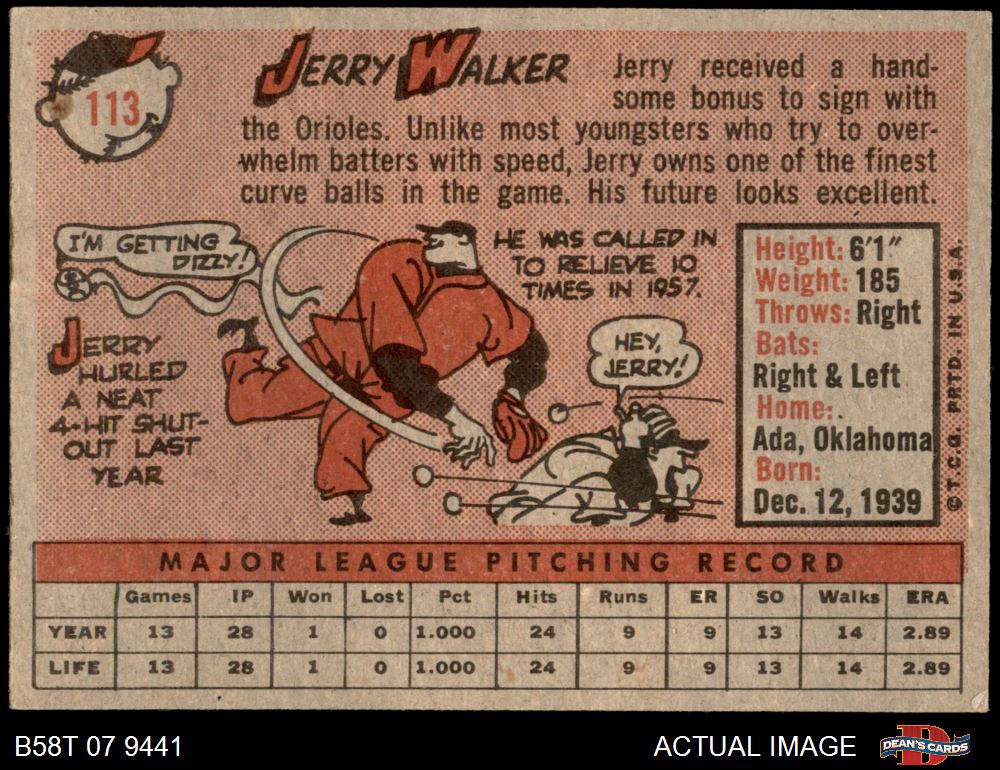 113
JERRY WALKER
Jerry received a hand-
some bonus to sign with
the Orioles. Unlike most youngsters who try to over-
whelm batters with speed, Jerry owns one of the finest
curve balls in the game. His future looks excellent.
I'M GETTING
DIZZY!
HE WAS CALLED IN
TO RELIEVE 10
TIMES IN 1957.
JERRY
HURLED
A NEAT
4-HIT SHUT-
OUT LAST
YEAR
HEY,
JERRY!
Height: 6'1"
Weight: 185
Throws: Right
Bats:
Right & Left
Home:
Ada, Oklahoma
Born:
Dec. 12, 1939
© T.C.G. PRTD. IN U.S.A.
MAJOR LEAGUE PITCHING RECORD
Games IP Won Lost Pct Hits Runs ER SO Walks ERA
YEAR 13 28 1 0 1.000 24 9 9 13 14 2.89
LIFE 13 28 1 0 1.000 24 9 9 13 14 2.89
B58T 07 9441
ACTUAL IMAGE
D
DEAN'S CARDS